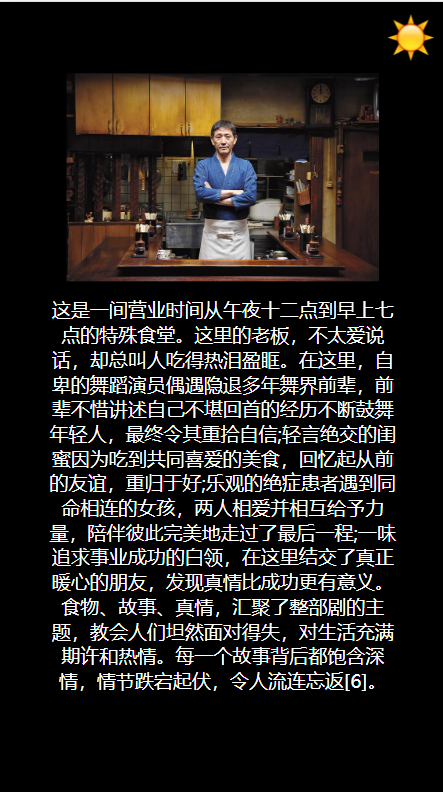 这是一间营业时间从午夜十二点到早上七
点的特殊食堂。这里的老板，不太爱说
话，却总叫人吃得热泪盈眶。在这里，自
卑的舞蹈演员偶遇隐退多年舞界前辈，前
辈不惜讲述自己不堪回首的经历不断鼓舞
年轻人，最终令其重拾自信;轻言绝交的闺
蜜因为吃到共同喜爱的美食，回忆起从前
的友谊，重归于好;乐观的绝症患者遇到同
命相连的女孩，两人相爱并相互给予力
量，陪伴彼此完美地走过了最后一程;一味
追求事业成功的白领，在这里结交了真正
暖心的朋友，发现真情比成功更有意义。
食物、故事、真情，汇聚了整部剧的主
题，教会人们坦然面对得失，对生活充满
期许和热情。每一个故事背后都饱含深
情，情节跌宕起伏，令人流连忘返[6]。